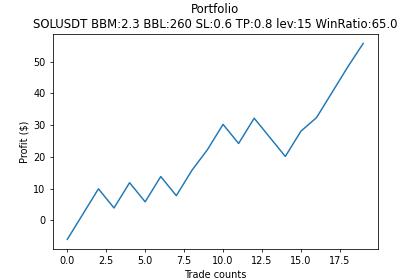 Portfolio
SOLUSDT BBM:2.3 BBL:260 SL:0.6 TP:0.8 lev:15 WinRatio:65.0
50
40
30
20
10
0
Profit ($)
0.0 2.5 5.0 7.5 10.0 12.5 15.0 17.5
Trade counts